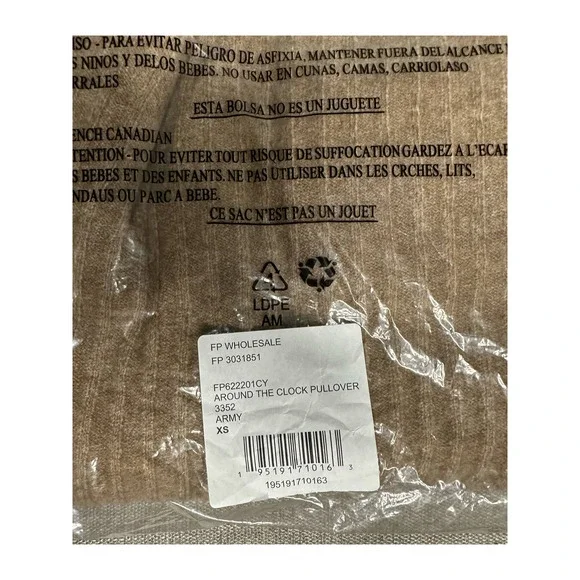 ISO - PARA EVITAR PELIGRO DE ASFIXIA, MANTENER FUERA DEL ALCANCE
S NINOS Y DELOS BEBES. NO USAR EN CUNAS, CAMAS, CARRIOLASO
RRALES
ESTA BOLSA NO ES UN JUGUETE
ENCH CANADIAN
TENTION - POUR EVITER TOUT RISQUE DE SUFFOCATION GARDEZ A L'ECAR
S BEBES ET DES ENFANTS. NE PAS UTILISER DANS LES CRCHES, LITS,
NDAUS OU PARC A BEBE.
CE SAC N'EST PAS UN JOUET
4
LDPE
AM
FP WHOLESALE
FP 3031851
FP622201CY
AROUND THE CLOCK PULLOVER
3352
ARMY
XS
1 95191 71016 3
195191710163